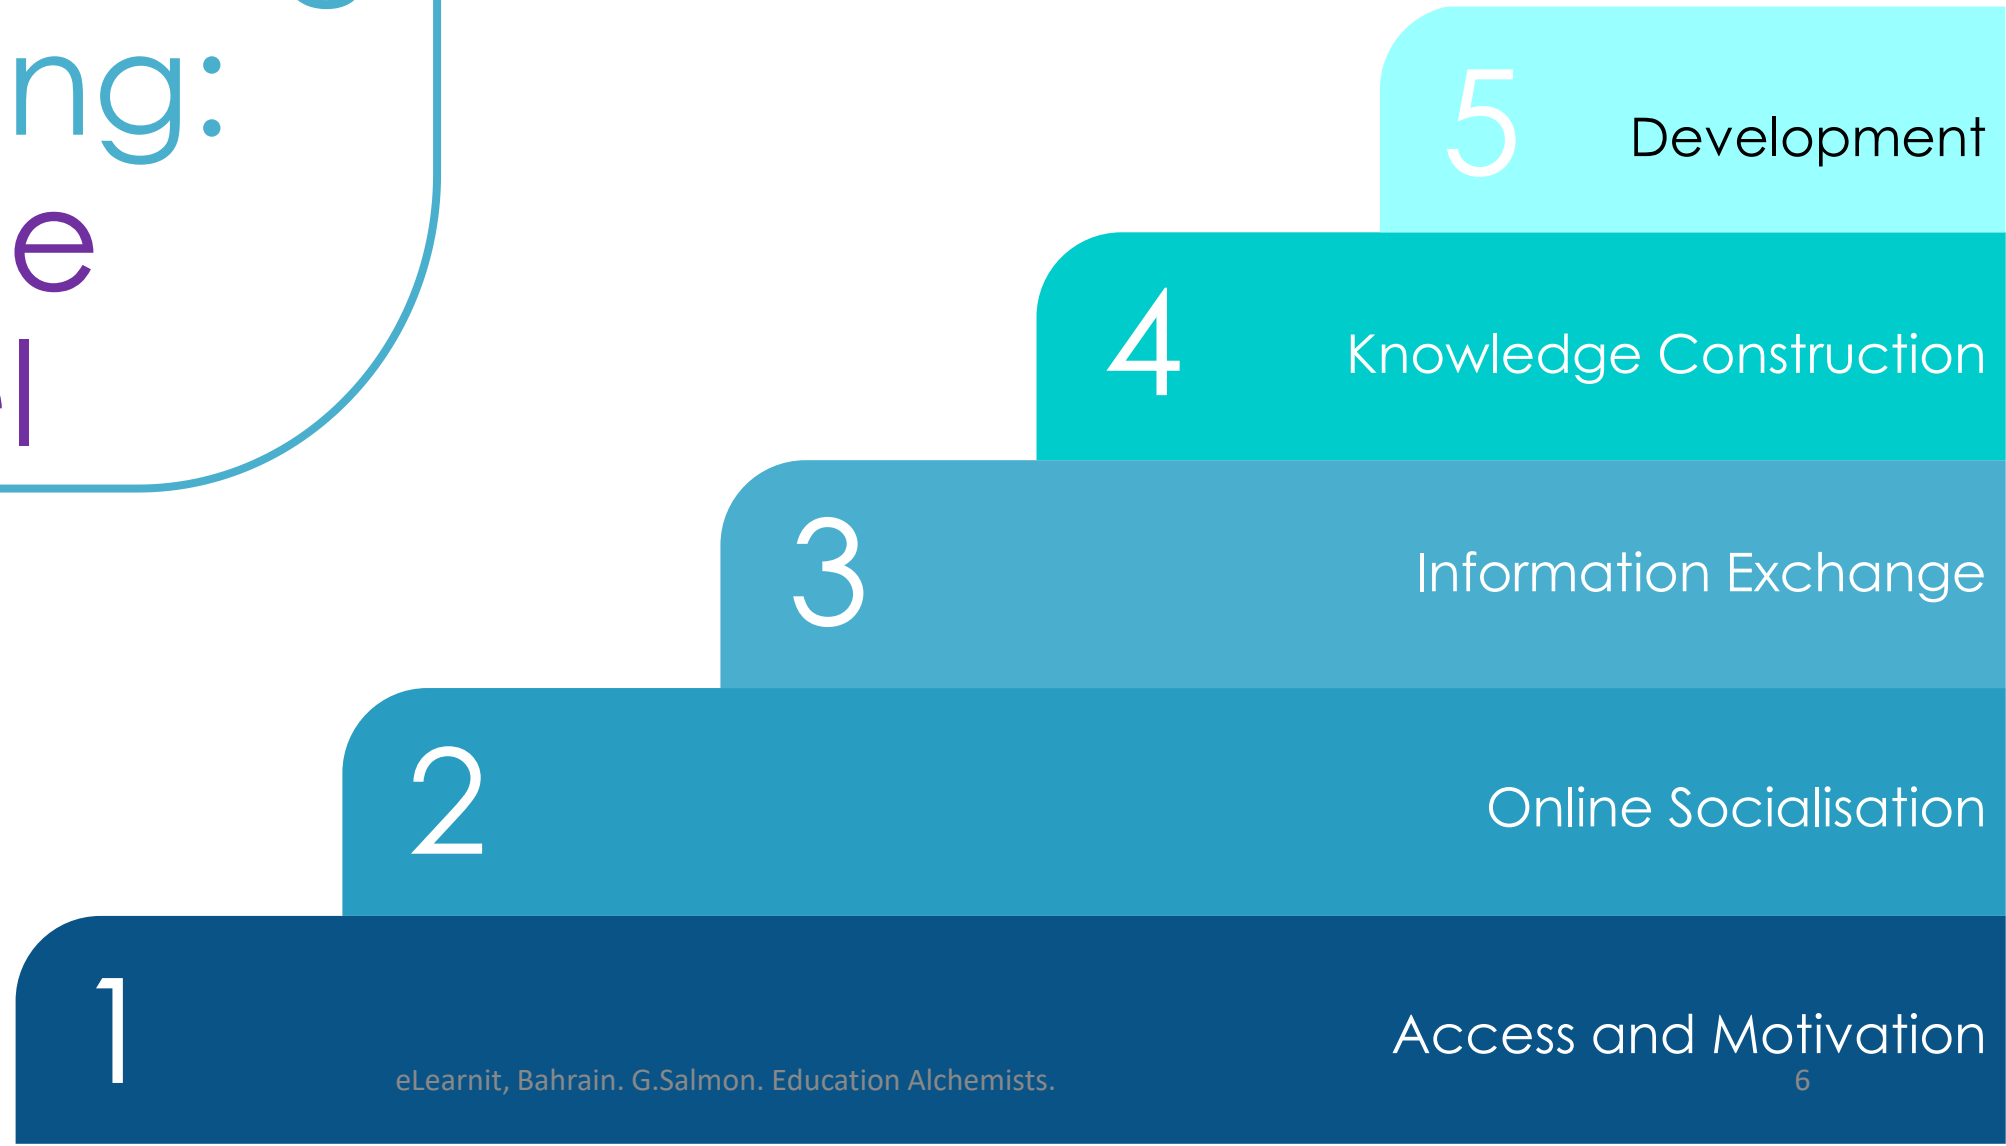 ng:
e
el
5 Development
4 Knowledge Construction
3 Information Exchange
2 Online Socialisation
1 Access and Motivation
eLearnit, Bahrain. G.Salmon. Education Alchemists. 6